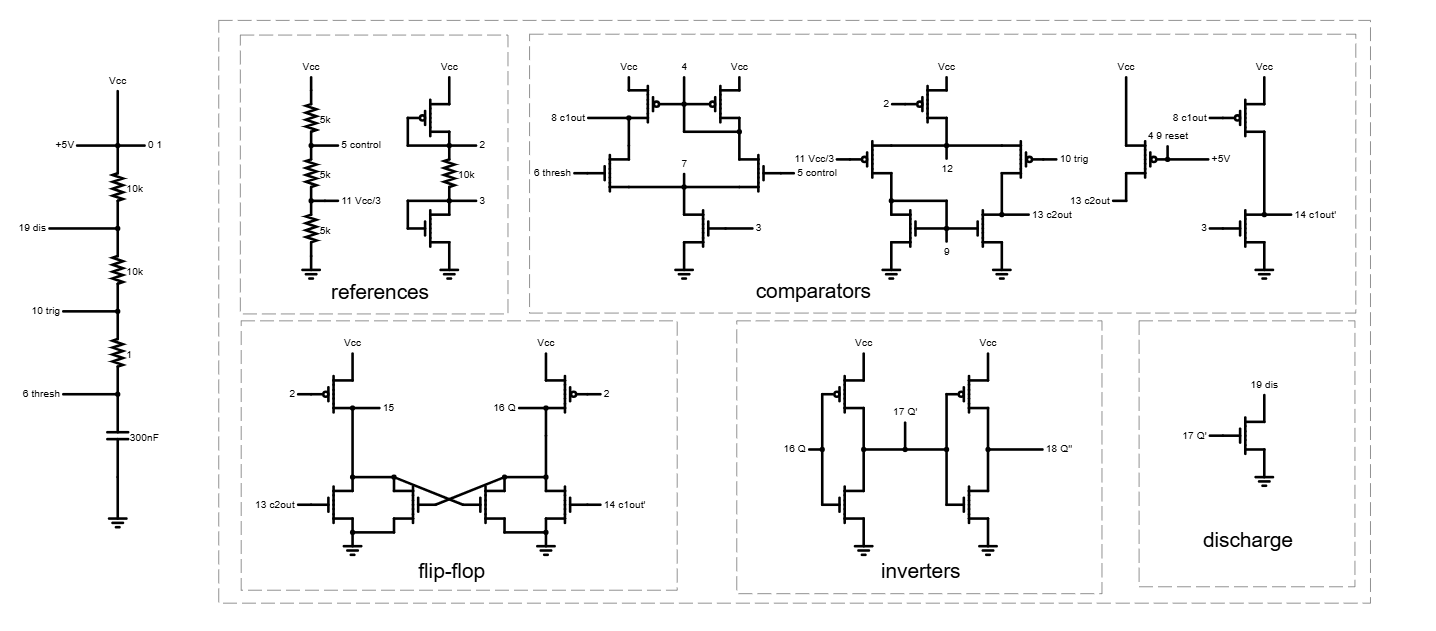 Vcc
+5V
0 1
10k
19 dis
10k
10 trig
1
6 thresh
300nF
Vcc
Vcc
5k
5 control
2
5k
10k
11 Vcc/3
3
5k
references
Vcc
4
Vcc
8 c1out
7
6 thresh
5 control
3
Vcc
2
11 Vcc/3
10 trig
12
13 c2out
9
Vcc
4 9 reset
+5V
13 c2out
Vcc
8 c1out
3
14 c1out'
comparators
Vcc
Vcc
2
15
16 Q
2
13 c2out
14 c1out'
flip-flop
Vcc
Vcc
17 Q'
16 Q
18 Q"
inverters
19 dis
17 Q'
discharge